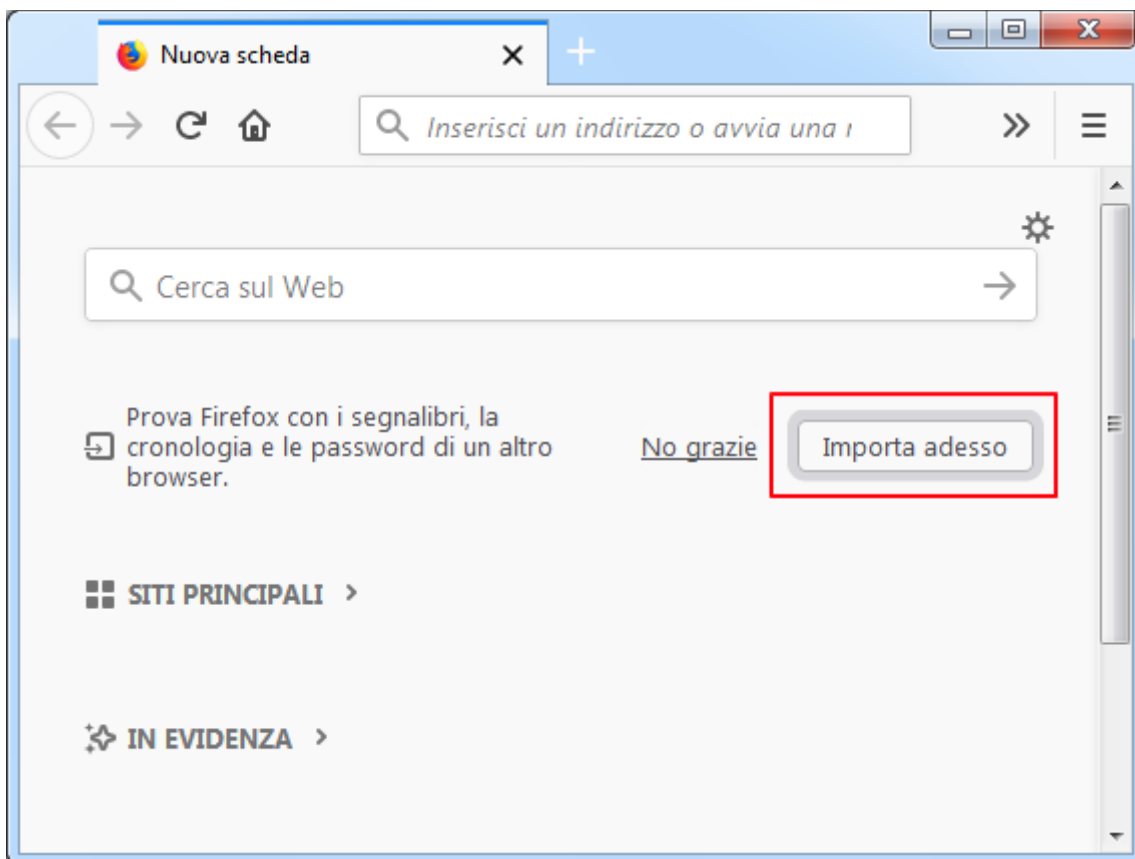 Nuova scheda
Inserisci un indirizzo o avvia una
Cerca sul Web
Prova Firefox con i segnalibri, la
cronologia e le password di un altro
browser.
No grazie
Importa adesso
SITI PRINCIPALI
IN EVIDENZA